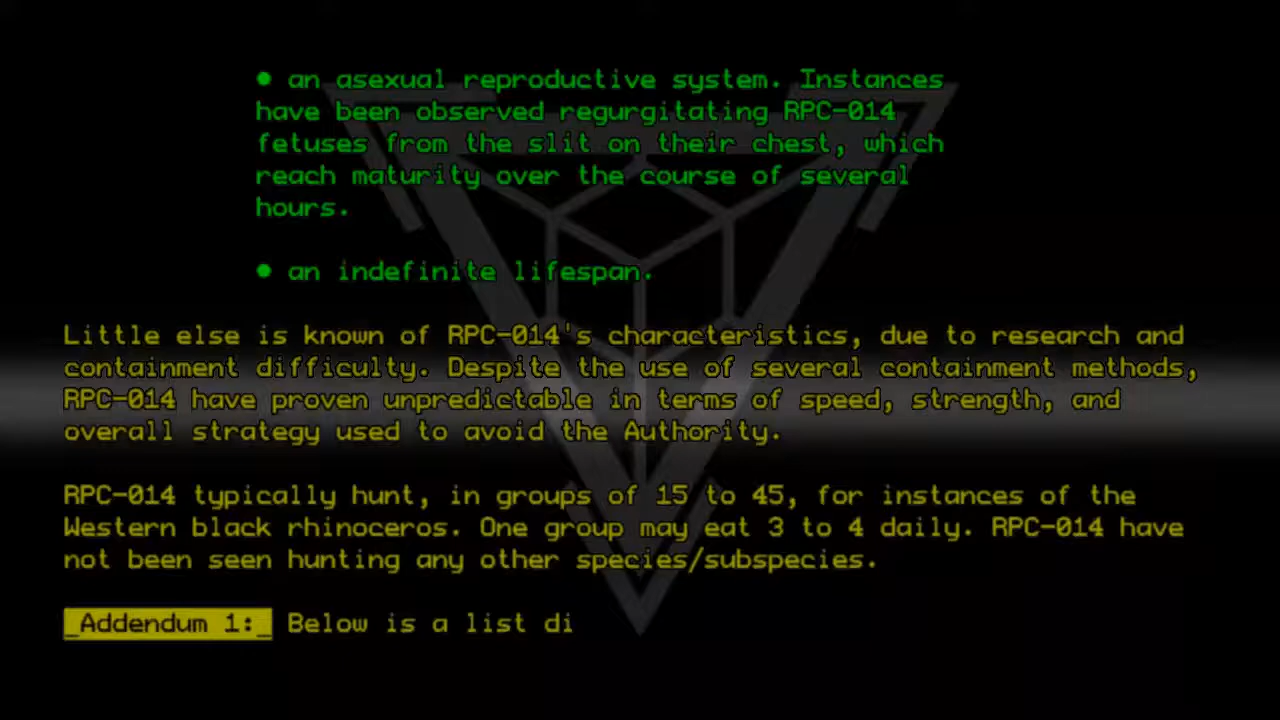 ● an asexual reproductive system. Instances
have been observed regurgitating RPC-014
fetuses from the slit on their chest, which
reach maturity over the course of several
hours.
● an indefinite lifespan.
Little else is known of RPC-014's characteristics, due to research and
containment difficulty. Despite the use of several containment methods,
RPC-014 have proven unpredictable in terms of speed, strength, and
overall strategy used to avoid the Authority.
RPC-014 typically hunt, in groups of 15 to 45, for instances of the
Western black rhinoceros. One group may eat 3 to 4 daily. RPC-014 have
not been seen hunting any other species/subspecies.
_Addendum 1:_ Below is a list di